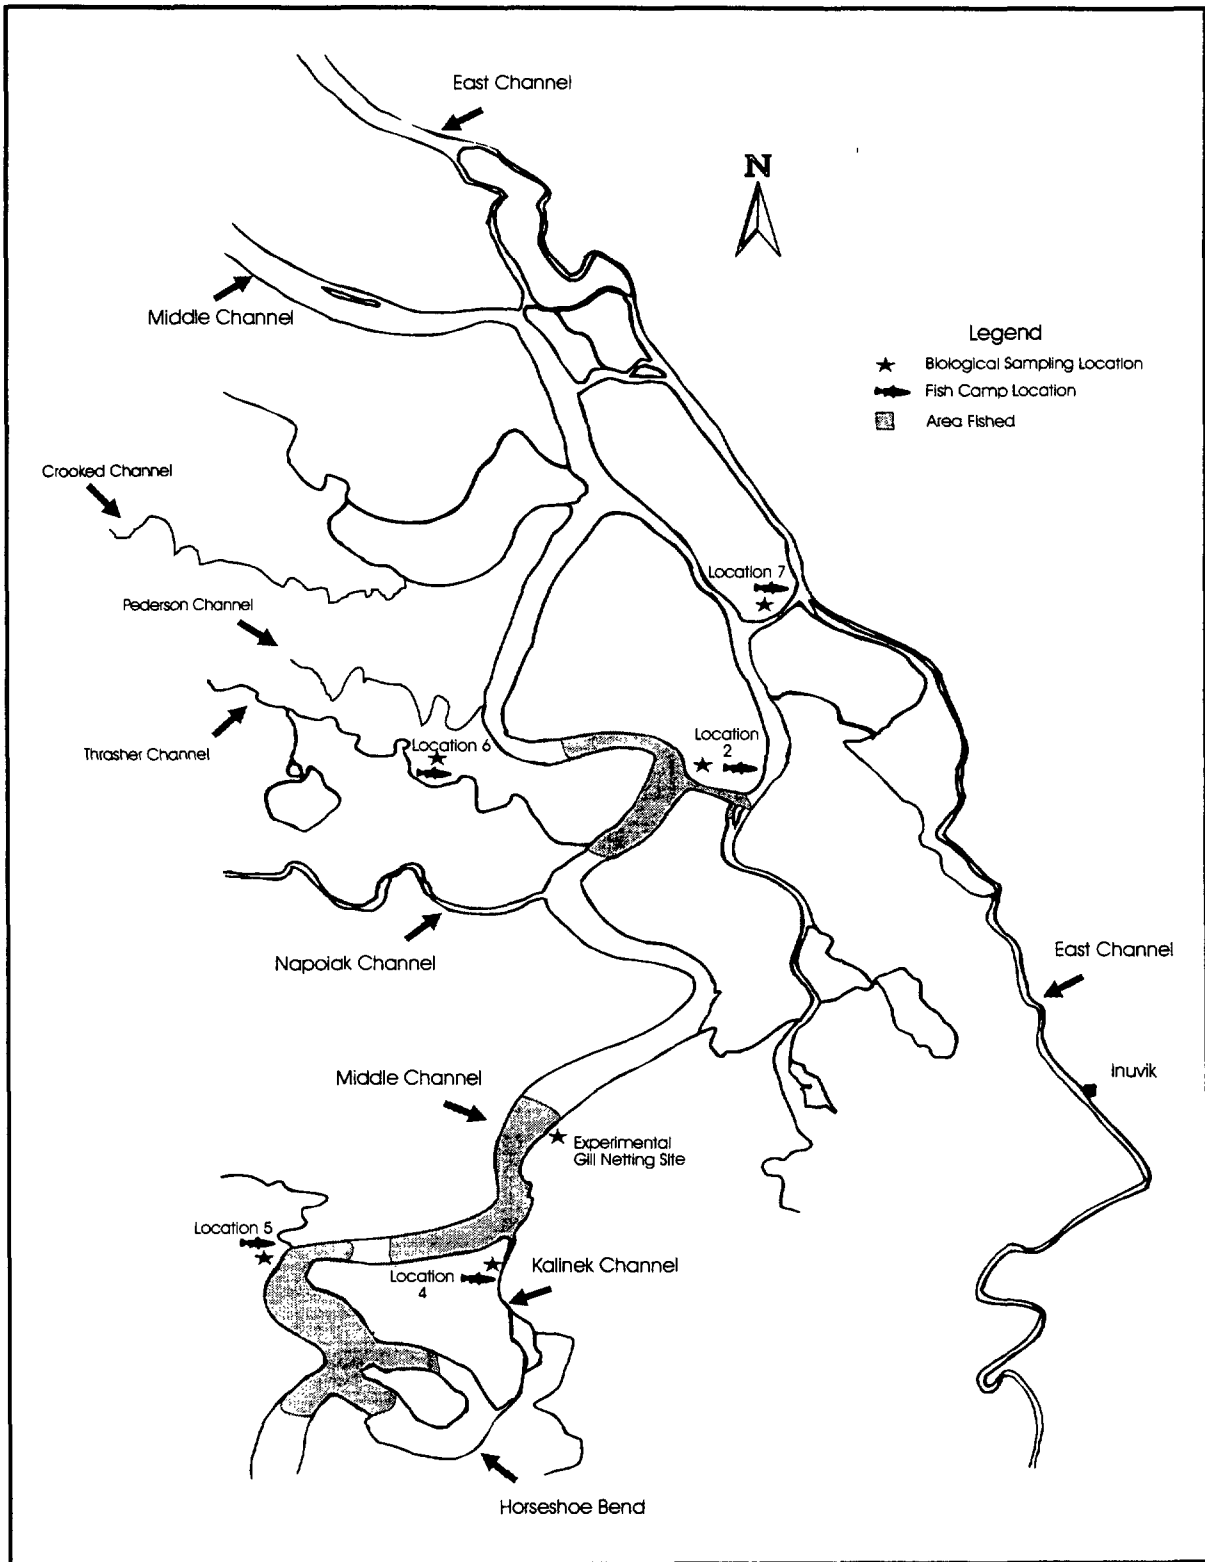 East Channel
N
Middle Channel
Legend
Biological Sampling Location
Fish Camp Location
Area Fished
Crooked Channel
Location 7
Pederson Channel
Location
2
Location 6
Thrasher Channel
Napoiak Channel
East Channel
Inuvik
Middle Channel
Experimental
Gill Netting Site
Location 5
Kalinek Channel
Location
4
Horseshoe Bend